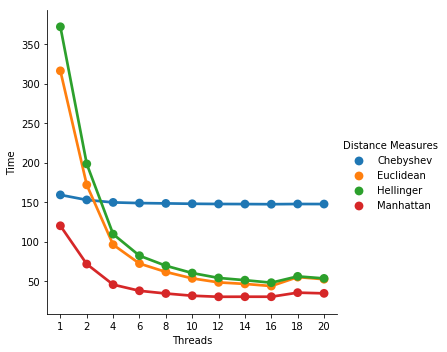 350
300
250
200
150
100
50
Time
1 2 4 6 8 10 12 14 16 18 20
Threads
Distance Measures
Chebyshev
Euclidean
Hellinger
Manhattan